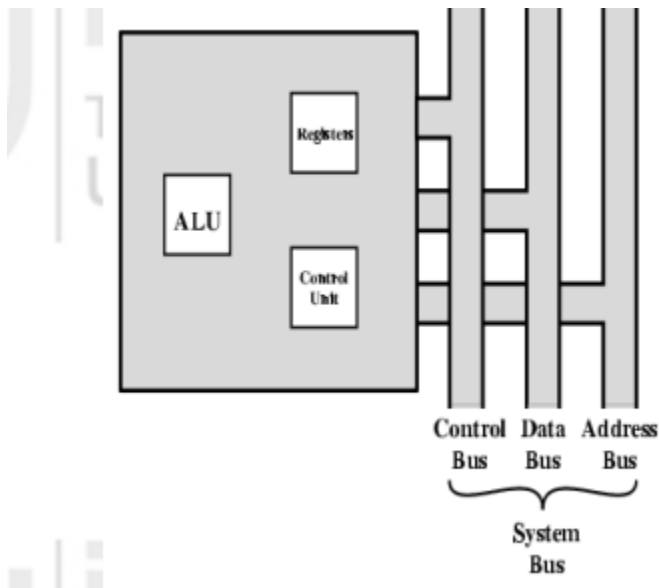 Registers
ALU
Control
Unit
Control Data Address
Bus Bus Bus
System
Bus